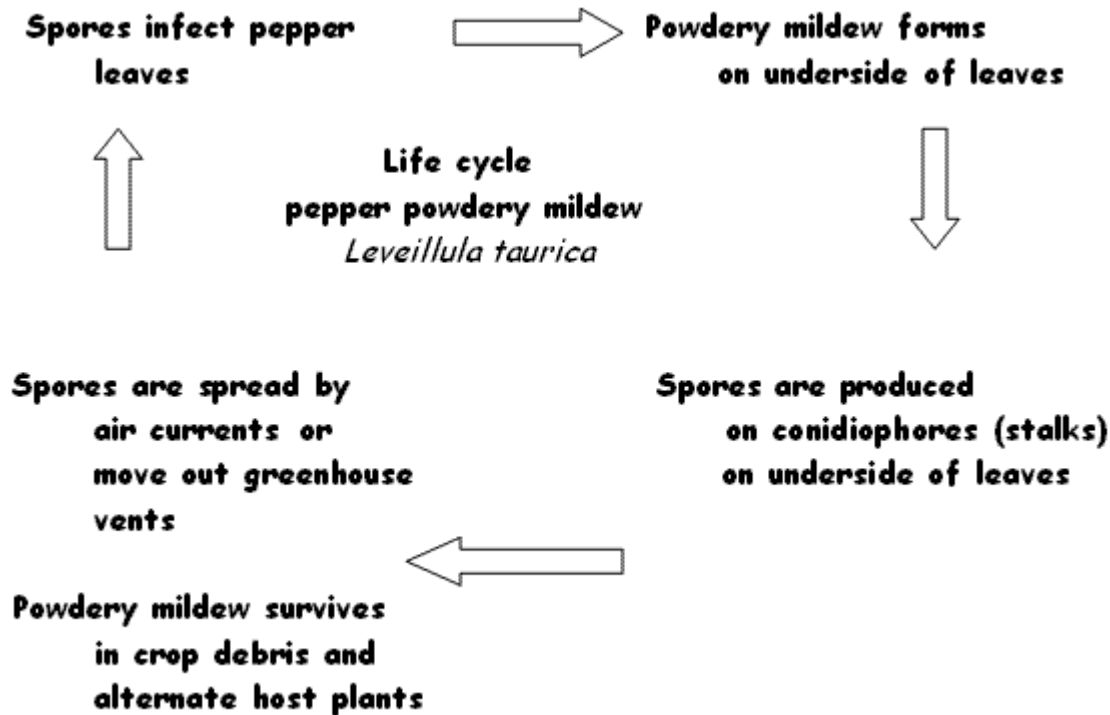 Spores infect pepper
leaves
Powdery mildew forms
on underside of leaves
Life cycle
pepper powdery mildew
Leveillula taurica
Spores are spread by
air currents or
move out greenhouse
vents
Spores are produced
on conidiophores (stalks)
on underside of leaves
Powdery mildew survives
in crop debris and
alternate host plants